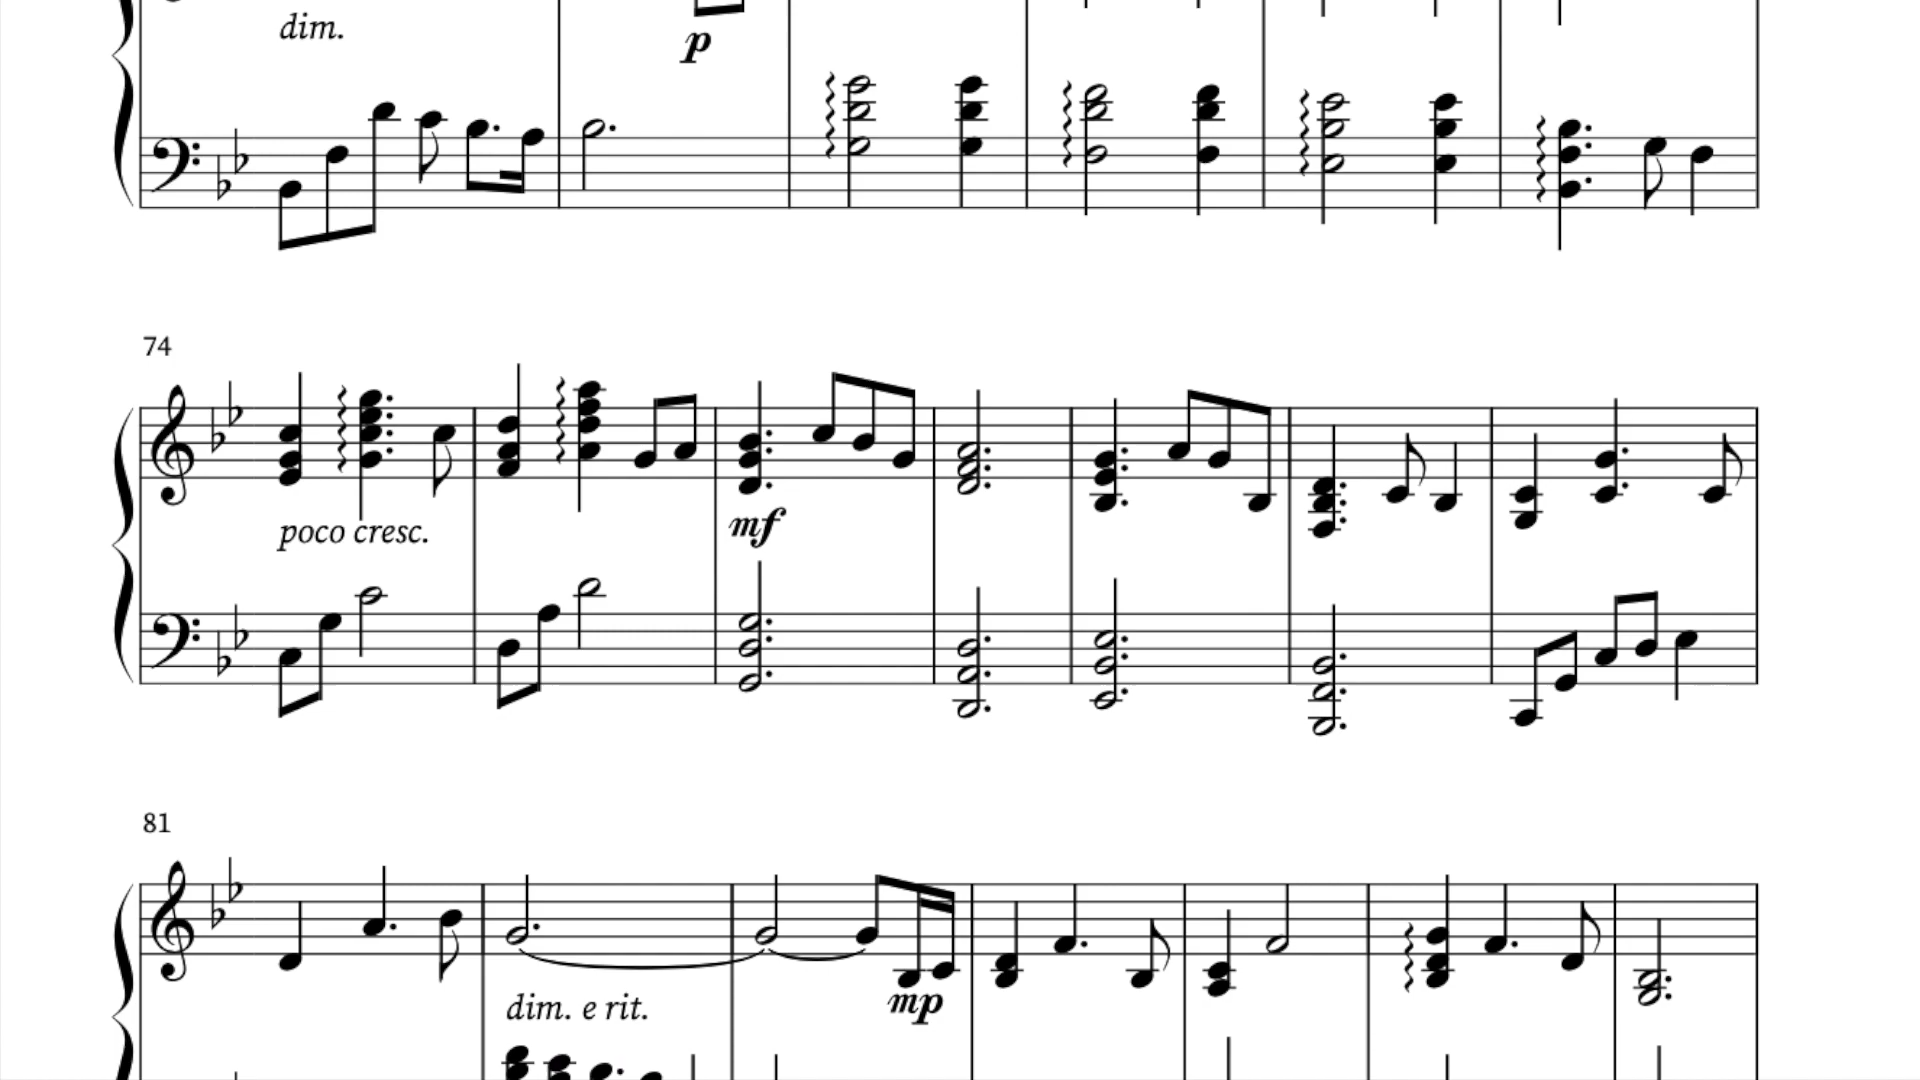 dim.
p
74
poco cresc.
mf
81
dim. e rit.
mp